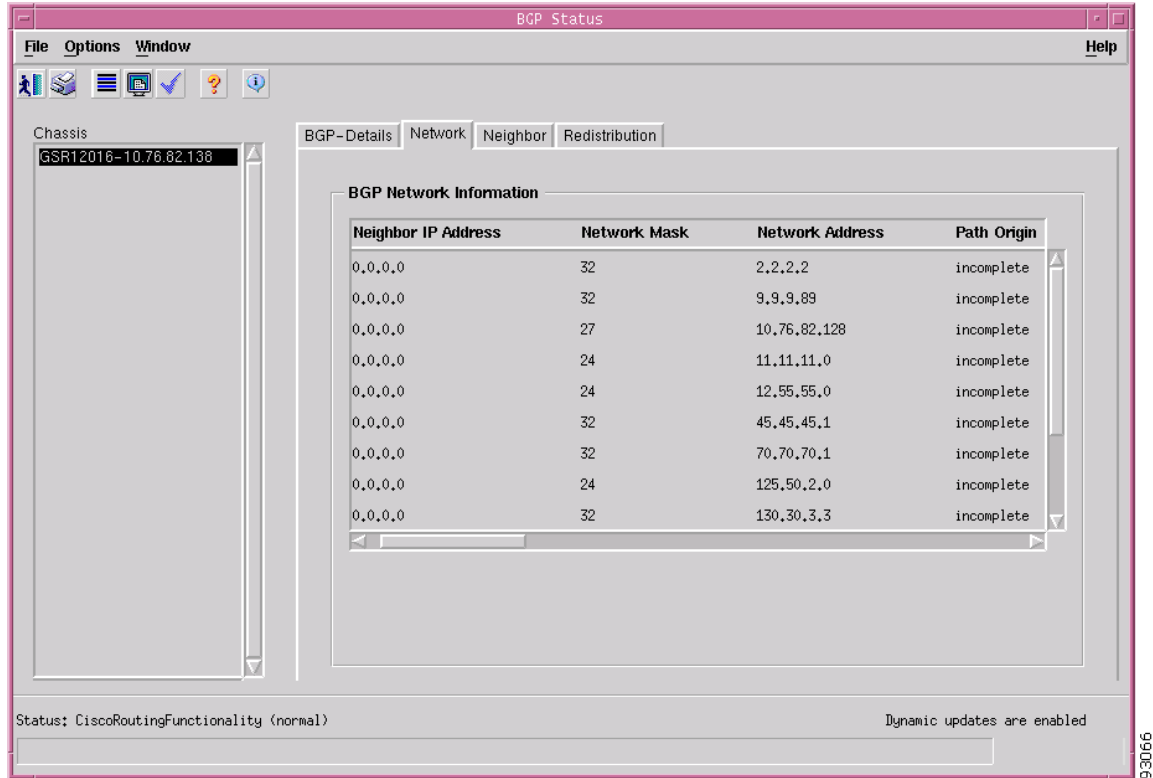 BGP Status
File Options Window Help
Chassis
GSR12016-10.76.82.138
BGP-Details Network Neighbor Redistribution
BGP Network Information
Neighbor IP Address Network Mask Network Address Path Origin
0.0.0.0 32 2.2.2.2 incomplete
0.0.0.0 32 9.9.9.89 incomplete
0.0.0.0 27 10.76.82.128 incomplete
0.0.0.0 24 11.11.11.0 incomplete
0.0.0.0 24 12.55.55.0 incomplete
0.0.0.0 32 45.45.45.1 incomplete
0.0.0.0 32 70.70.70.1 incomplete
0.0.0.0 24 125.50.2.0 incomplete
0.0.0.0 32 130.30.3.3 incomplete
Status: CiscoRoutingFunctionality (normal) Dynamic updates are enabled
93066